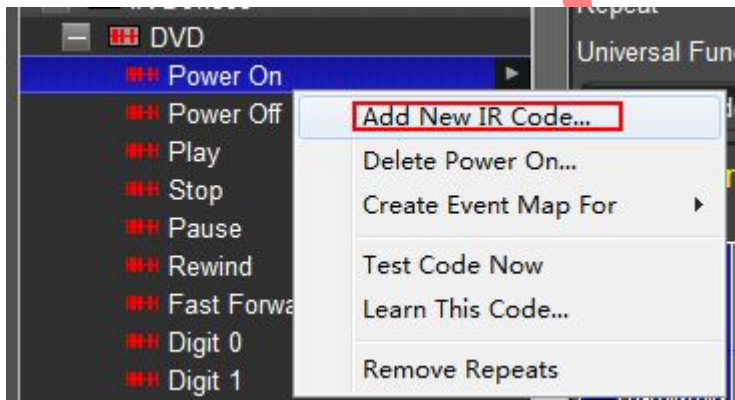 DVD
Universal Fun
Power On
Power Off
Play
Stop
Pause
Rewind
Fast Forwa
Digit 0
Digit 1
Add New IR Code...
Delete Power On...
Create Event Map For
Test Code Now
Learn This Code...
Remove Repeats